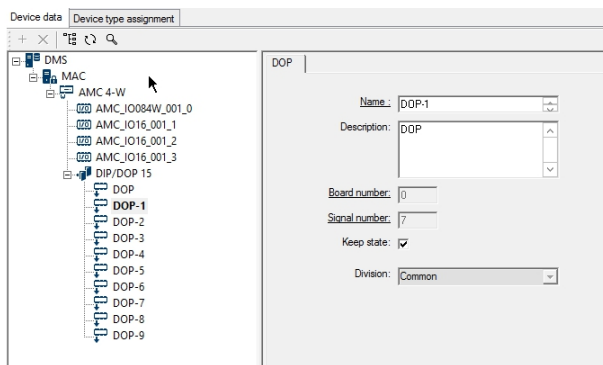 Device data Device type assignment
DMS
MAC
AMC 4-W
AMC_IO084W_001_0
AMC_IO16_001_1
AMC_IO16_001_2
AMC_IO16_001_3
DIP/DOP 15
DOP
DOP-1
DOP-2
DOP-3
DOP-4
DOP-5
DOP-6
DOP-7
DOP-8
DOP-9
DOP
Name : DOP-1
Description: DOP
Board number: 0
Signal number: 7
Keep state:
Division: Common